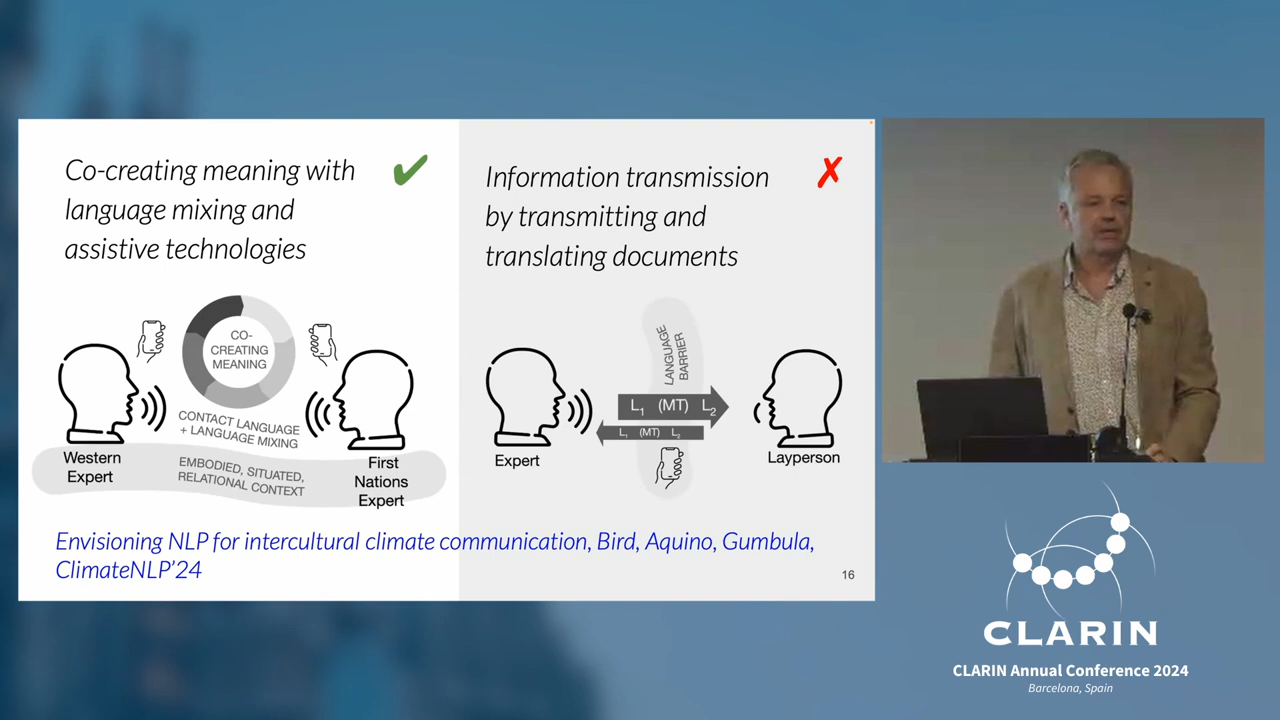 Co-creating meaning with
language mixing and
assistive technologies
✔
CO-
CREATING
MEANING
CONTACT LANGUAGE
+ LANGUAGE MIXING
Western
Expert
EMBODIED, SITUATED,
RELATIONAL CONTEXT
First
Nations
Expert
Information transmission
by transmitting and
translating documents
✗
LANGUAGE
BARRIER
L₁ (MT) L₂
L₁ (MT) L₂
Expert
Layperson
Envisioning NLP for intercultural climate communication, Bird, Aquino, Gumbula,
ClimateNLP’24
16
CLARIN
CLARIN Annual Conference 2024
Barcelona, Spain